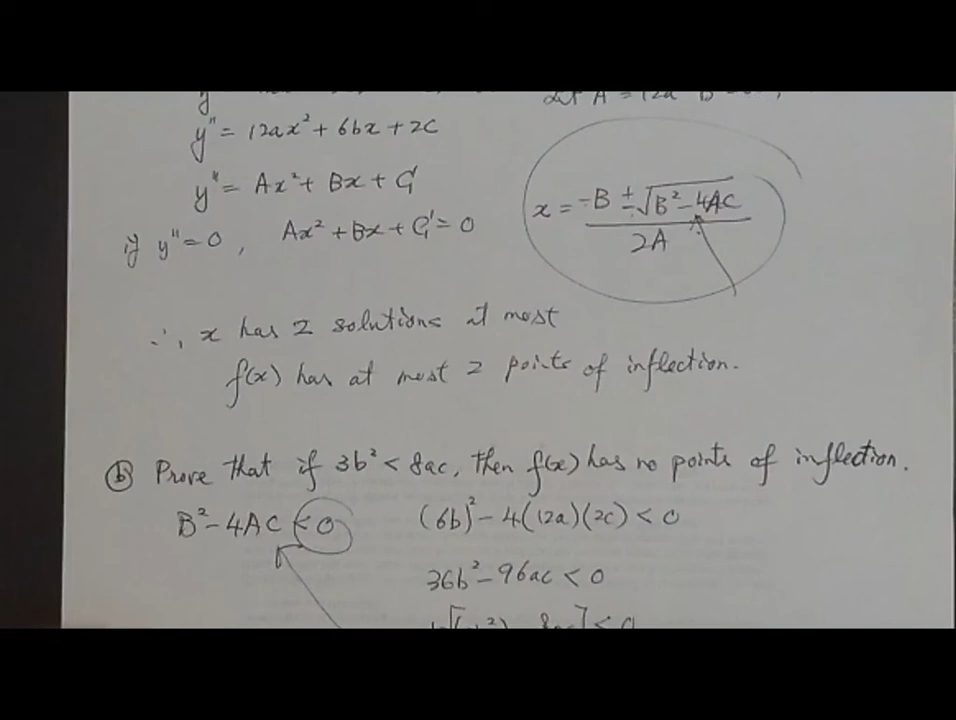 y'' = 12ax² + 6bx + 2C
y'' = Ax² + Bx + C'
if y'' = 0, Ax² + Bx + C' = 0
x = -B ± √B² - 4AC
2A
∴, x has 2 solutions at most
f(x) has at most 2 points of inflection.
ⓑ Prove that if 3b² < 8ac, then f(x) has no points of inflection.
B² - 4AC < 0 (6b)² - 4(12a)(2c) < 0
36b² - 96ac < 0